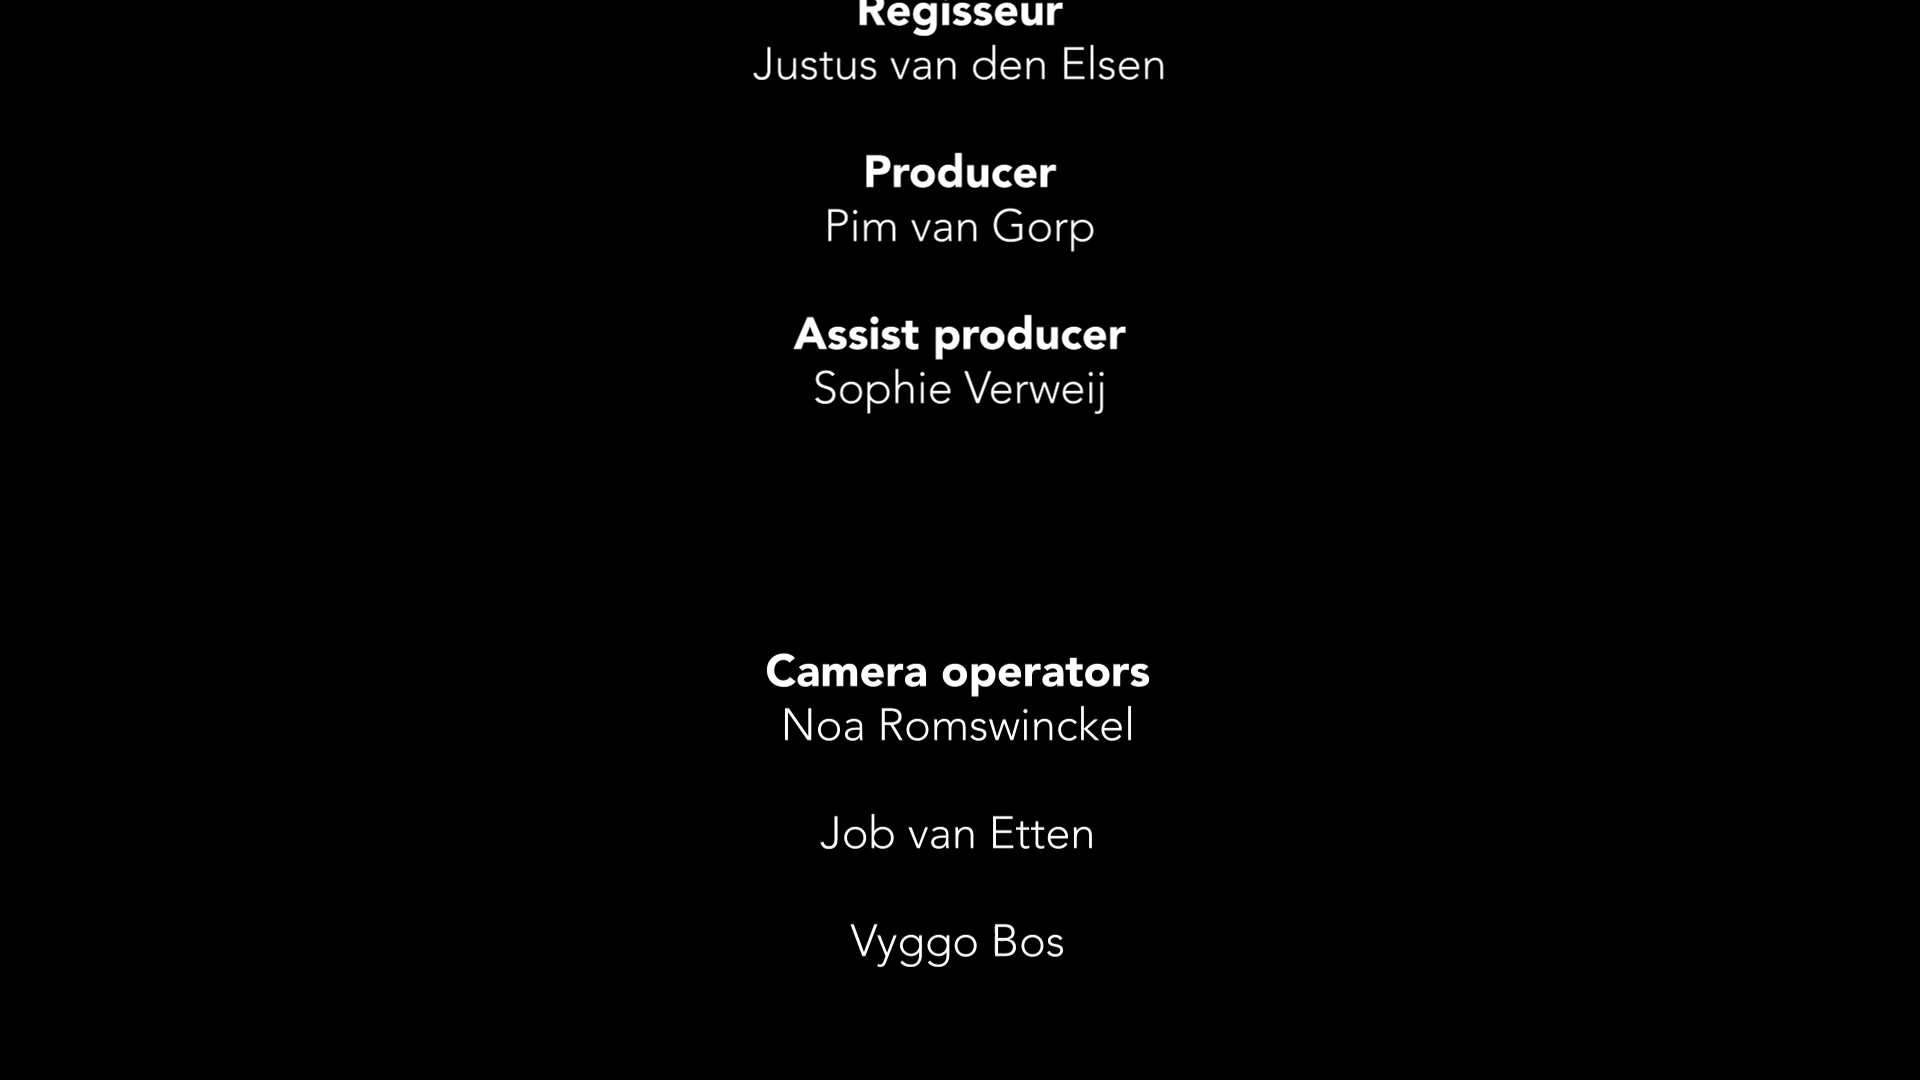 Regisseur
Justus van den Elsen
Producer
Pim van Gorp
Assist producer
Sophie Verweij
Camera operators
Noa Romswinckel
Job van Etten
Vyggo Bos